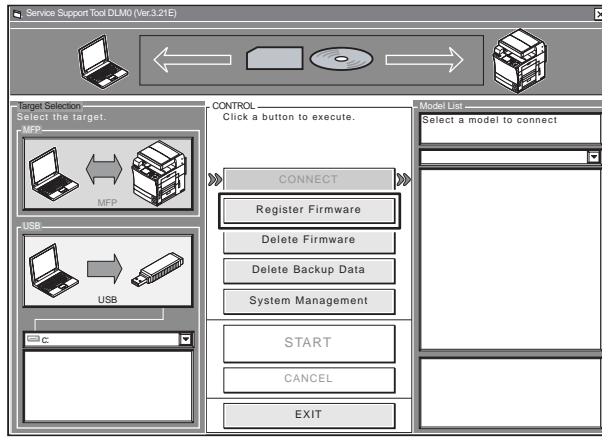 Service Support Tool DLM0 (Ver.3.21E)
Target Selection
Select the target.
MFP
MFP
USB
USB
c:
CONTROL
Click a button to execute.
CONNECT
Register Firmware
Delete Firmware
Delete Backup Data
System Management
START
CANCEL
EXIT
Model List
Select a model to connect